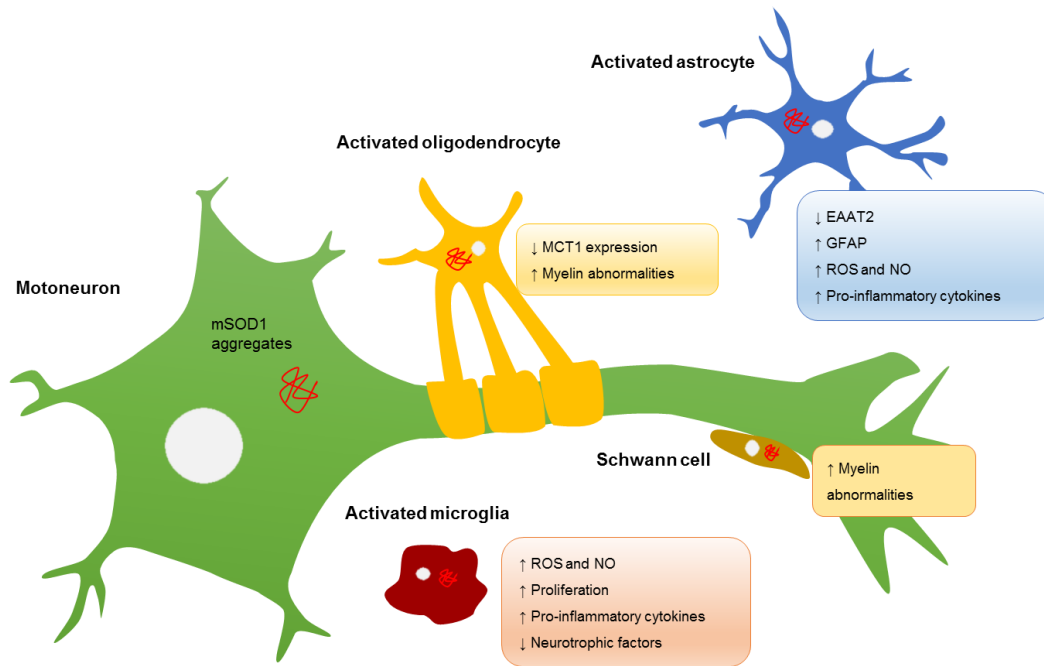 Activated astrocyte
Activated oligodendrocyte
↓ EAAT2
↑ GFAP
↑ ROS and NO
↑ Pro-inflammatory cytokines
↓ MCT1 expression
↑ Myelin abnormalities
Motoneuron
mSOD1
aggregates
Schwann cell
↑ Myelin
abnormalities
Activated microglia
↑ ROS and NO
↑ Proliferation
↑ Pro-inflammatory cytokines
↓ Neurotrophic factors